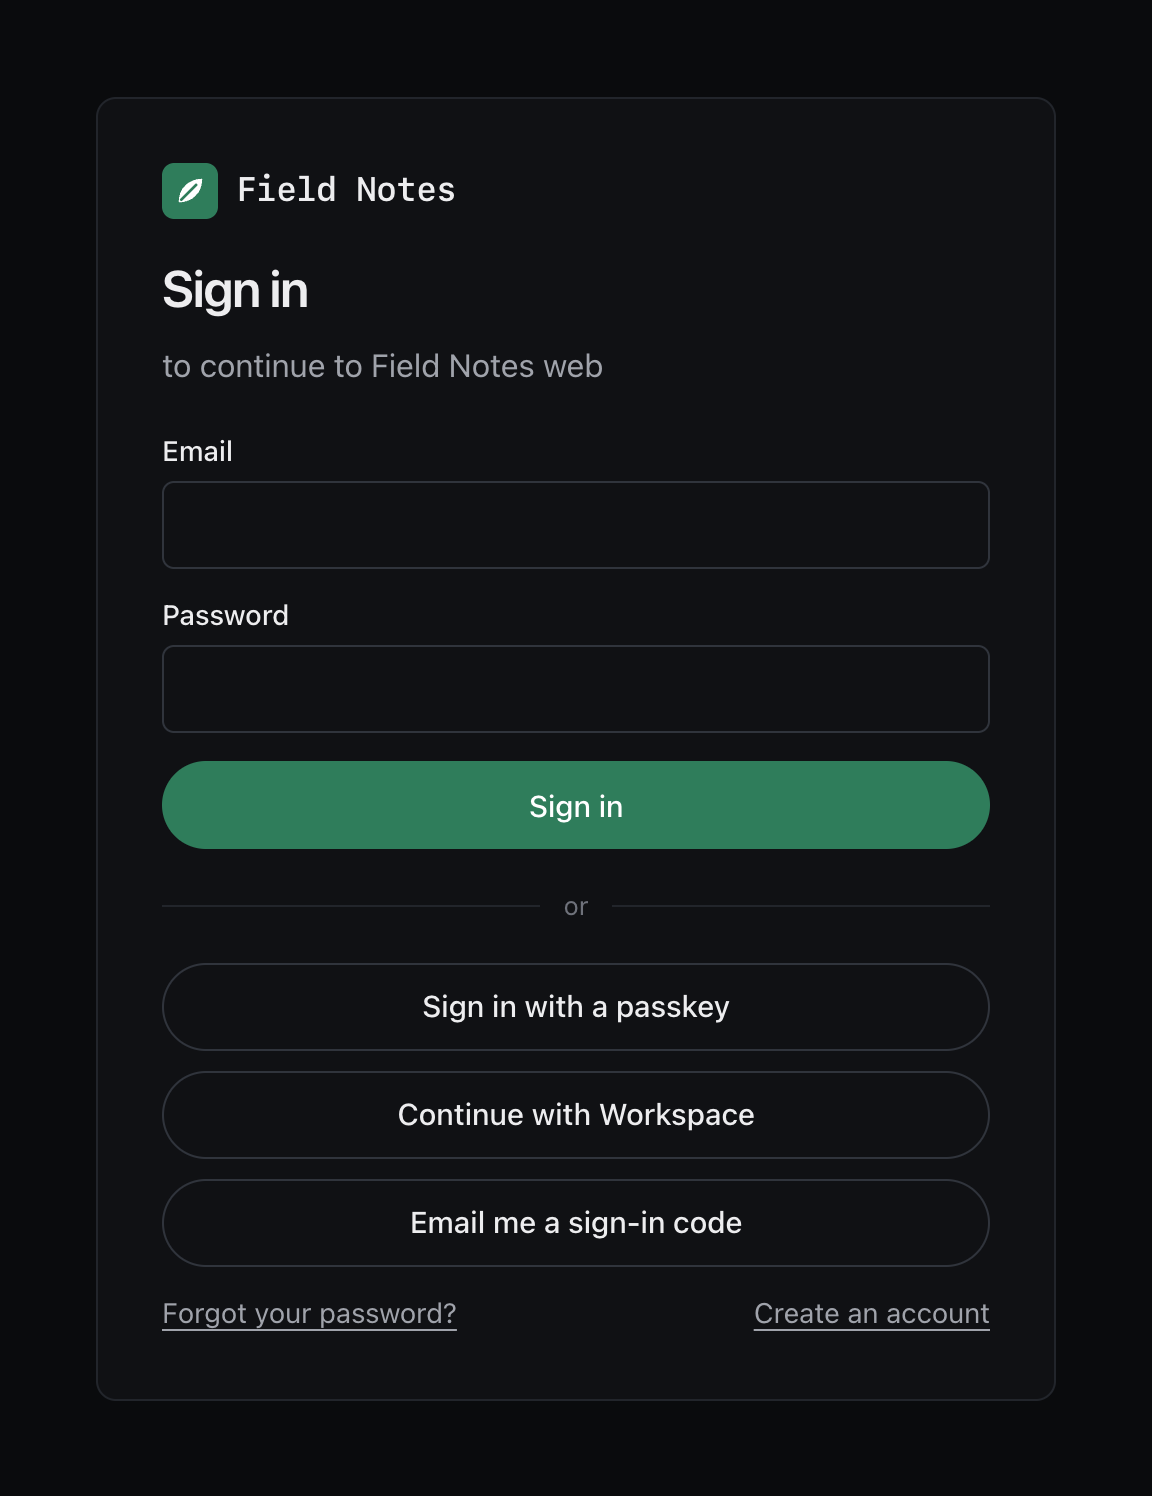 Field Notes
Sign in
to continue to Field Notes web
Email
Password
Sign in
or
Sign in with a passkey
Continue with Workspace
Email me a sign-in code
Forgot your password? Create an account